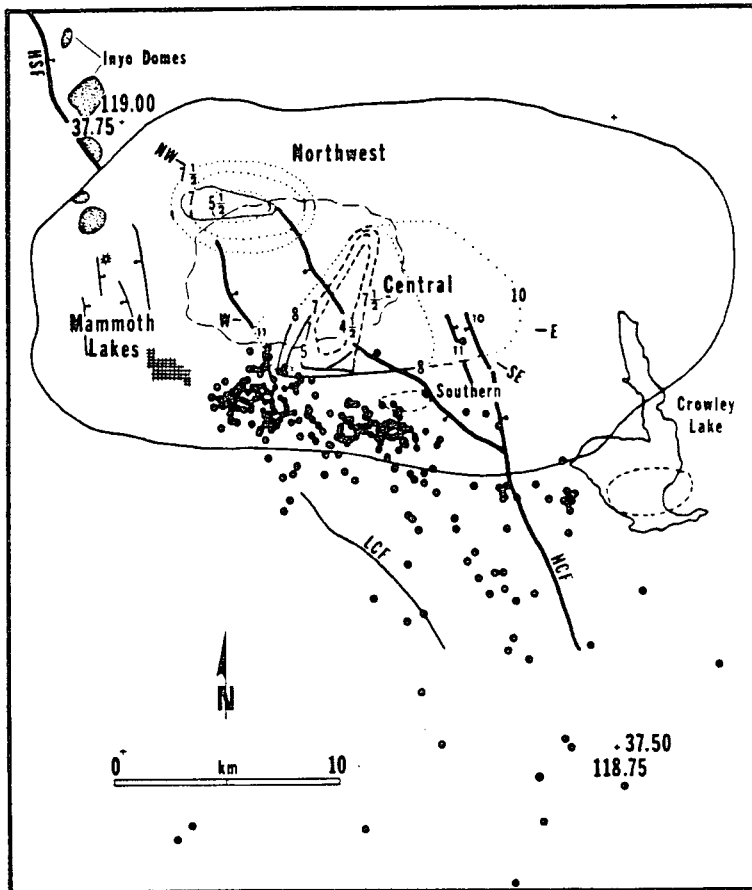 Inyo Domes
HSF
119.00
37.75
NW
Northwest
7 1/2
7
5 1/2
Central
7 1/2
8
7
4 1/2
5
10
10
11
W
11
E
8
SE
Mammoth
Lakes
Southern
Crowley
Lake
LCF
HCF
N
37.50
118.75
0
km
10